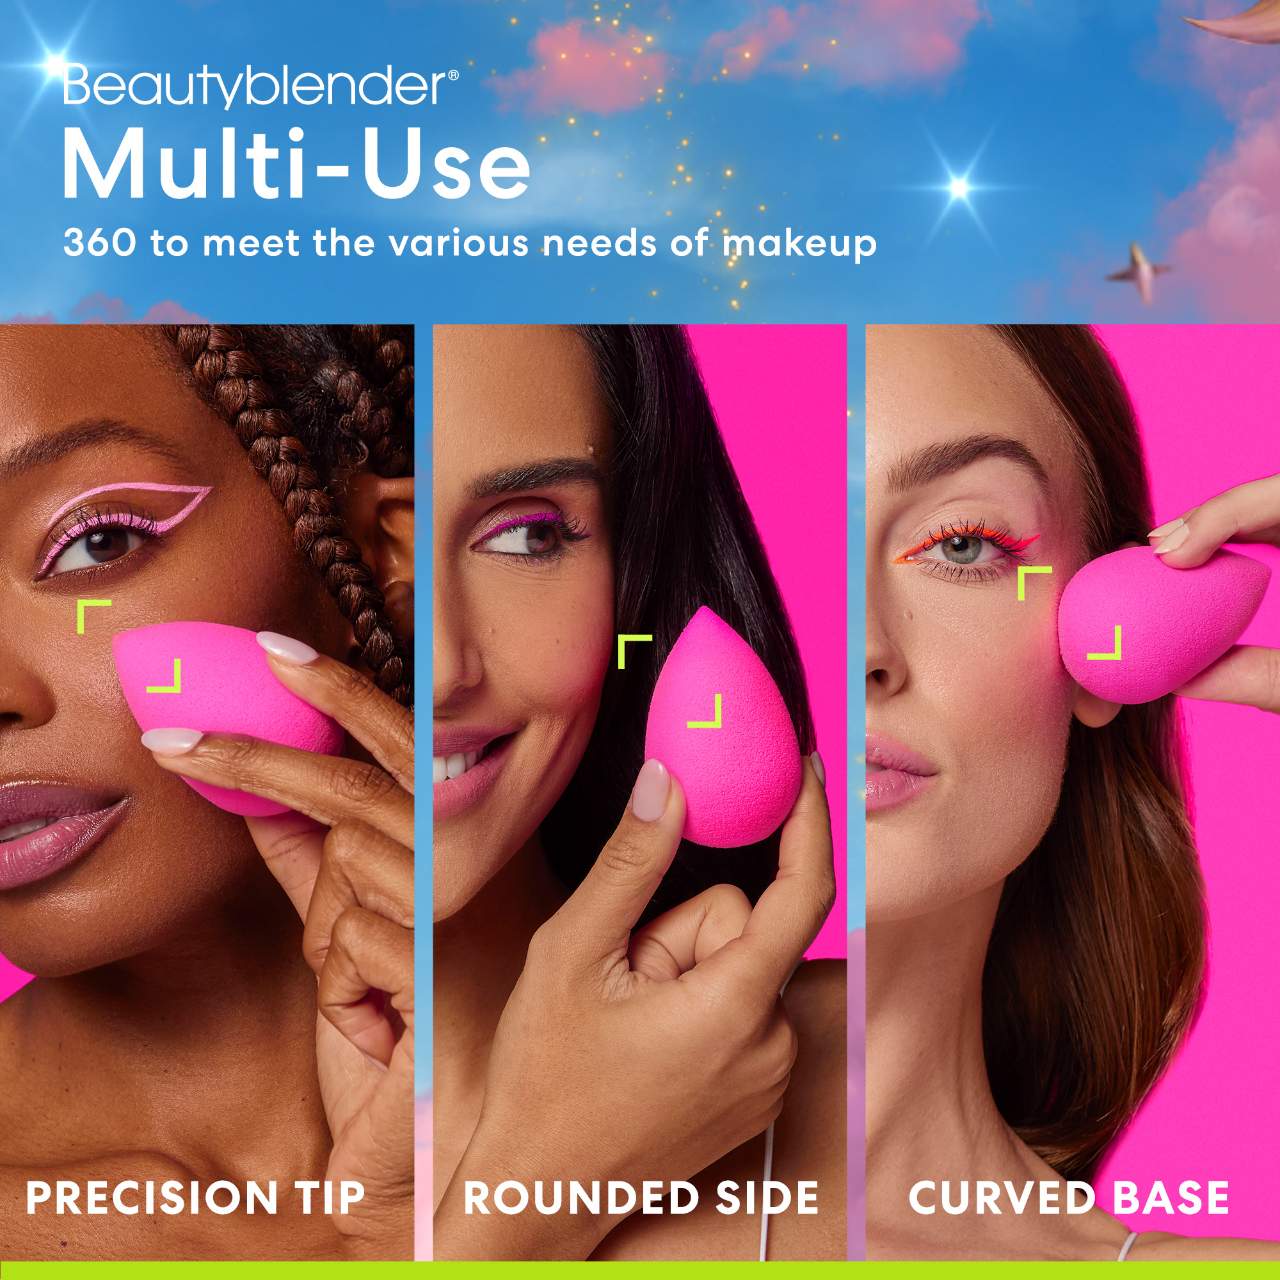 Beautyblender®
Multi-Use
360 to meet the various needs of makeup
PRECISION TIP
ROUNDED SIDE
CURVED BASE